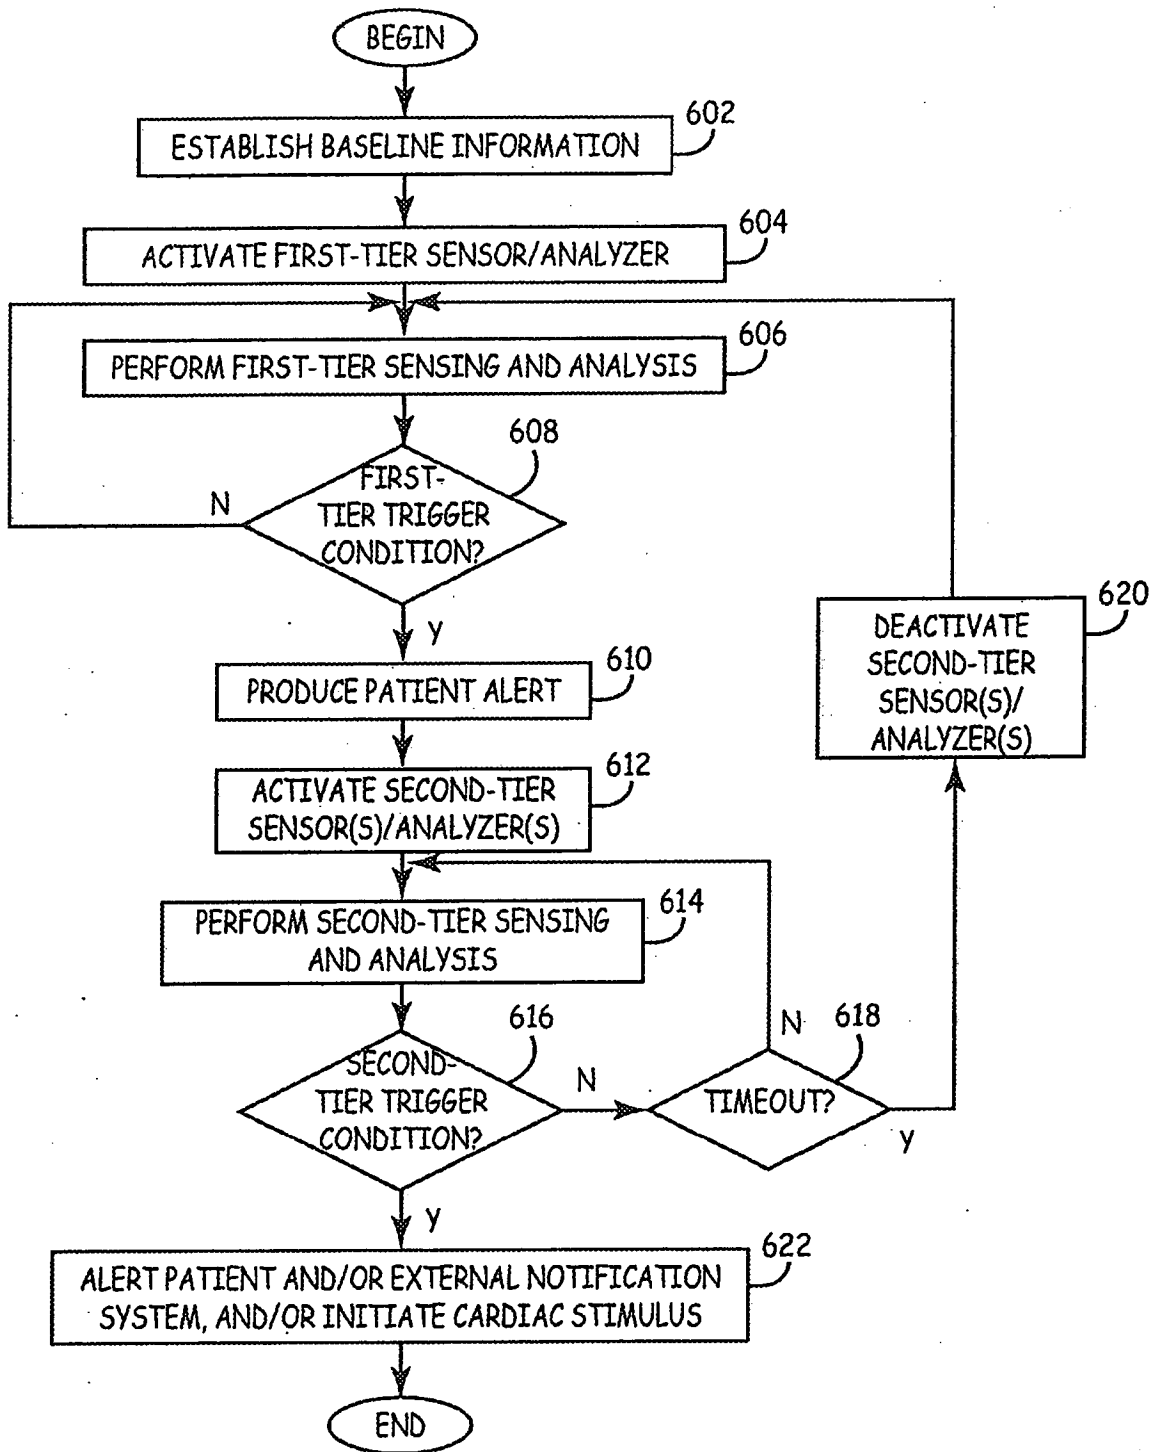 BEGIN
602
ESTABLISH BASELINE INFORMATION
604
ACTIVATE FIRST-TIER SENSOR/ANALYZER
606
PERFORM FIRST-TIER SENSING AND ANALYSIS
608
FIRST-
TIER TRIGGER
CONDITION?
N
Y
610
PRODUCE PATIENT ALERT
612
ACTIVATE SECOND-TIER
SENSOR(S)/ANALYZER(S)
614
PERFORM SECOND-TIER SENSING
AND ANALYSIS
616
SECOND-
TIER TRIGGER
CONDITION?
N
618
TIMEOUT?
N
Y
620
DEACTIVATE
SECOND-TIER
SENSOR(S)/
ANALYZER(S)
Y
622
ALERT PATIENT AND/OR EXTERNAL NOTIFICATION
SYSTEM, AND/OR INITIATE CARDIAC STIMULUS
END